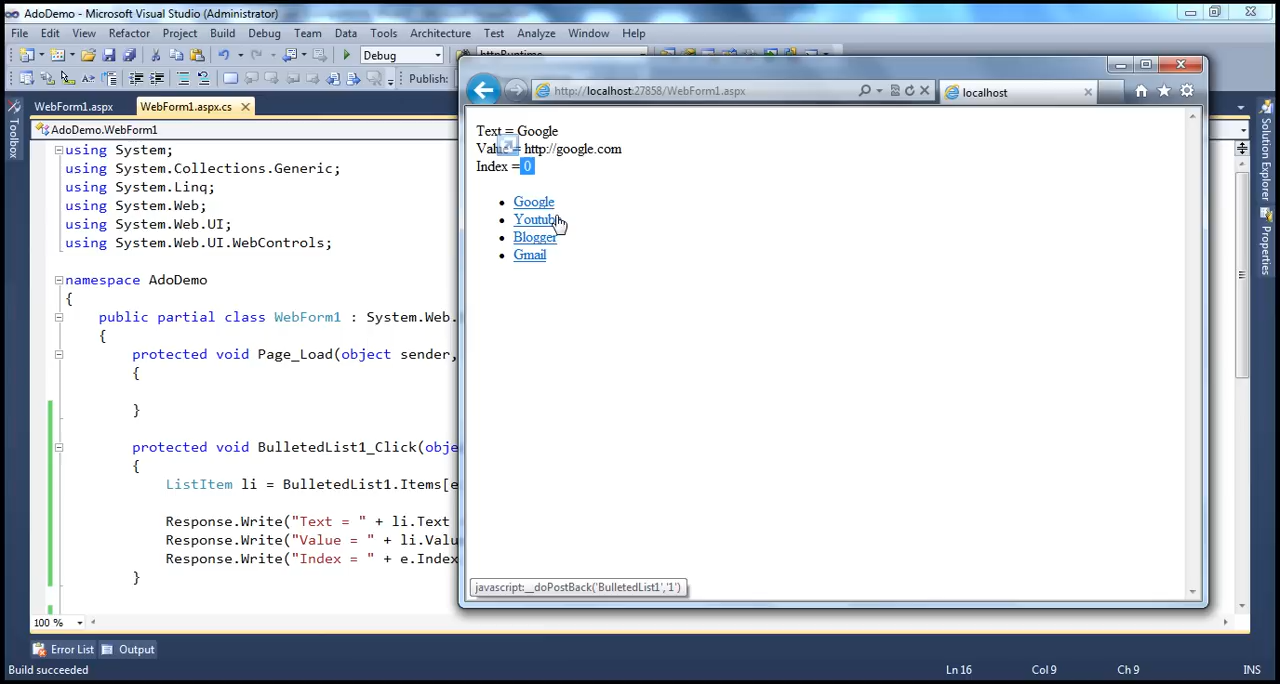 AdoDemo - Microsoft Visual Studio (Administrator)
File Edit View Refactor Project Build Debug Team Data Tools Architecture Test Analyze Window Help
Debug httpRuntime
Publish:
WebForm1.aspx WebForm1.aspx.cs
AdoDemo.WebForm1
Toolbox
Solution Explorer
Properties
using System;
using System.Collections.Generic;
using System.Linq;
using System.Web;
using System.Web.UI;
using System.Web.UI.WebControls;
namespace AdoDemo
{
public partial class WebForm1 : System.Web.
{
protected void Page_Load(object sender,
{
}
protected void BulletedList1_Click(obje
{
ListItem li = BulletedList1.Items[e
Response.Write("Text = " + li.Text
Response.Write("Value = " + li.Valu
Response.Write("Index = " + e.Index
}
100 %
Error List Output
Build succeeded Ln 16 Col 9 Ch 9 INS
http://localhost:27858/WebForm1.aspx
localhost
Text = Google
Value = http://google.com
Index = 0
Google
Youtube
Blogger
Gmail
javascript:__doPostBack('BulletedList1','1')